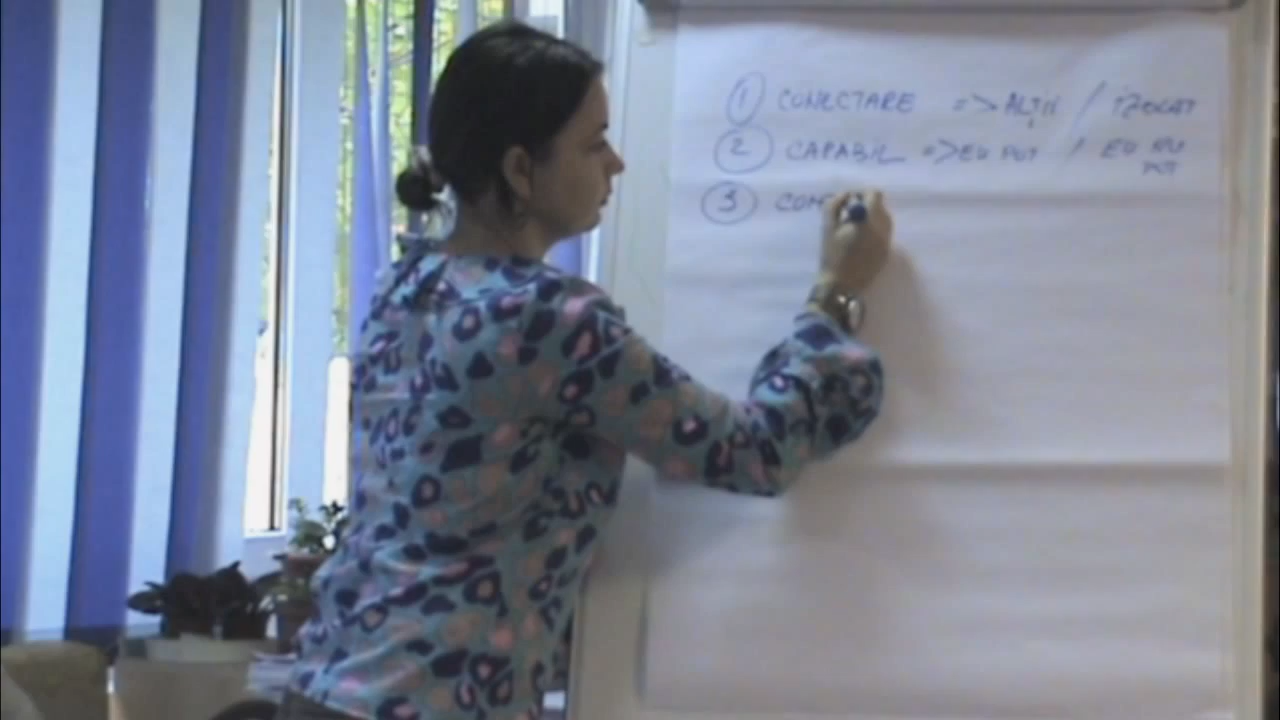 ① CONECTARE => ALȚII / IZOLAT
② CAPABIL => EU POT / EU NU
POT
③ CON